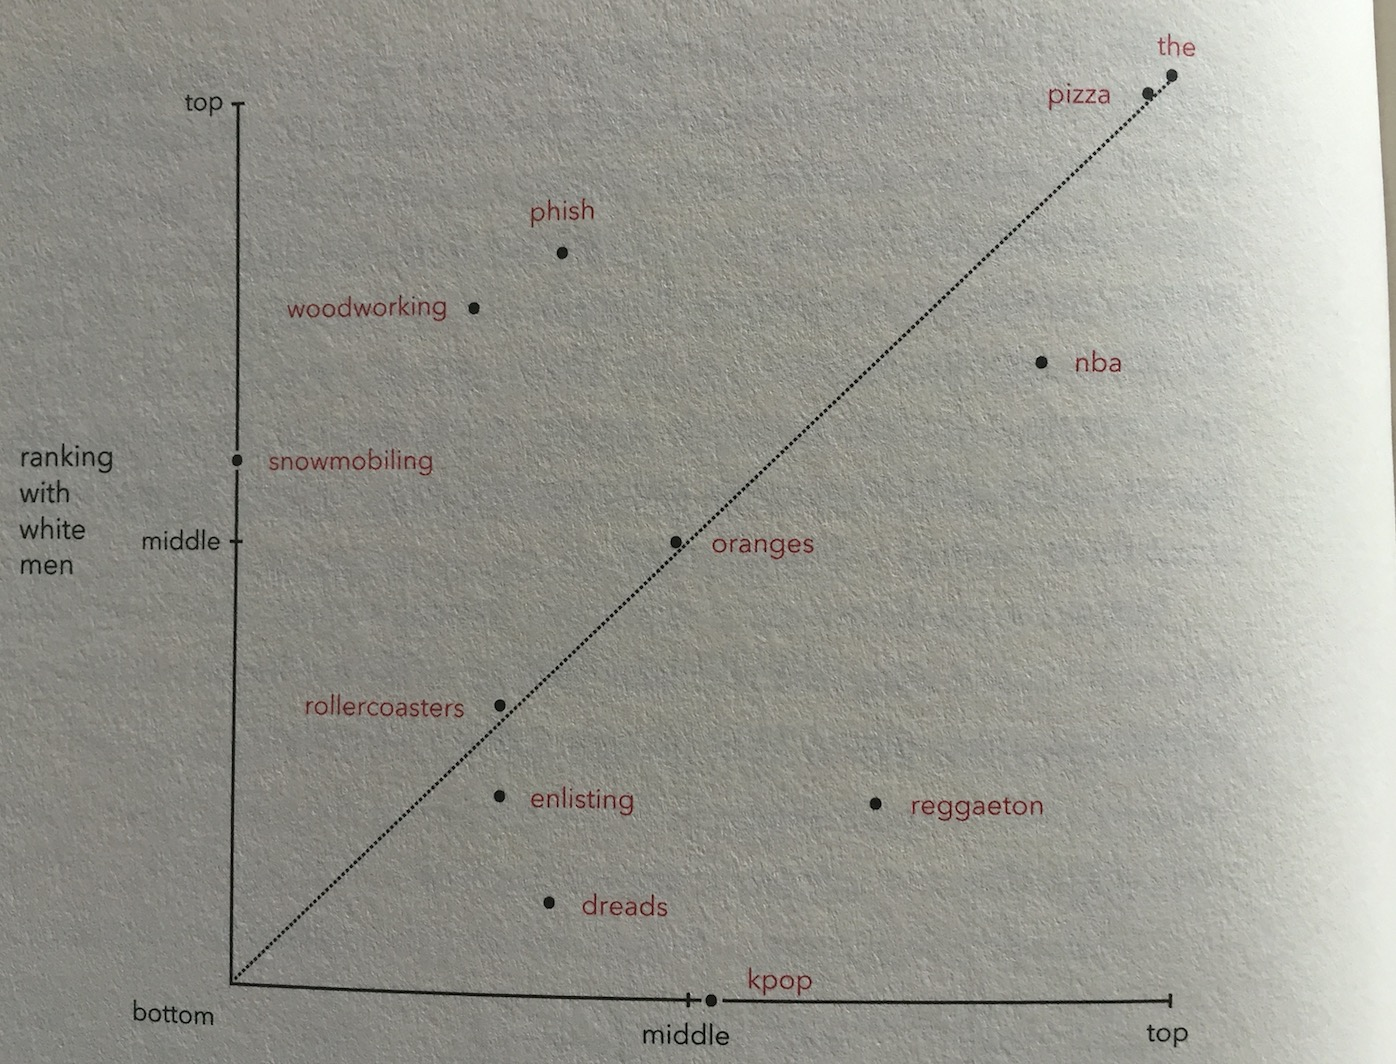 the
pizza
top
phish
woodworking
nba
ranking
with
white
men
snowmobiling
middle
oranges
rollercoasters
enlisting
reggaeton
dreads
kpop
bottom
middle
top